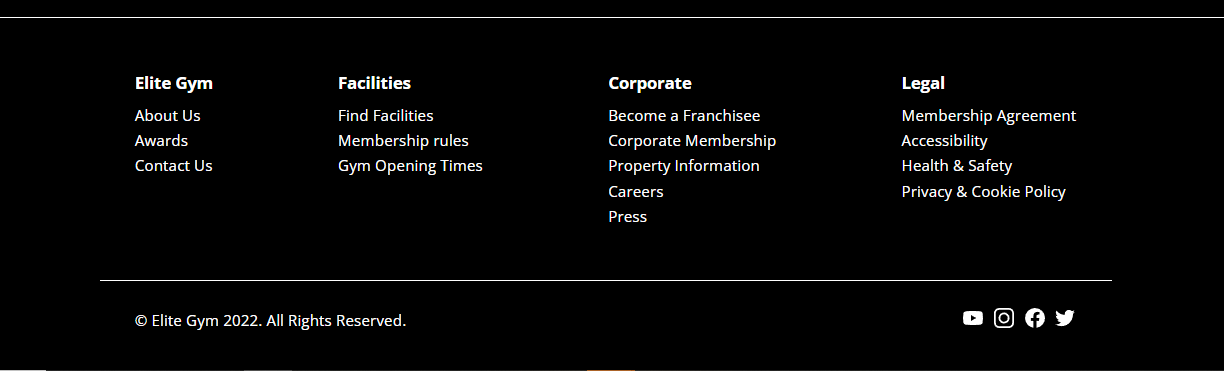 Elite Gym
About Us
Awards
Contact Us
Facilities
Find Facilities
Membership rules
Gym Opening Times
Corporate
Become a Franchisee
Corporate Membership
Property Information
Careers
Press
Legal
Membership Agreement
Accessibility
Health & Safety
Privacy & Cookie Policy
© Elite Gym 2022. All Rights Reserved.